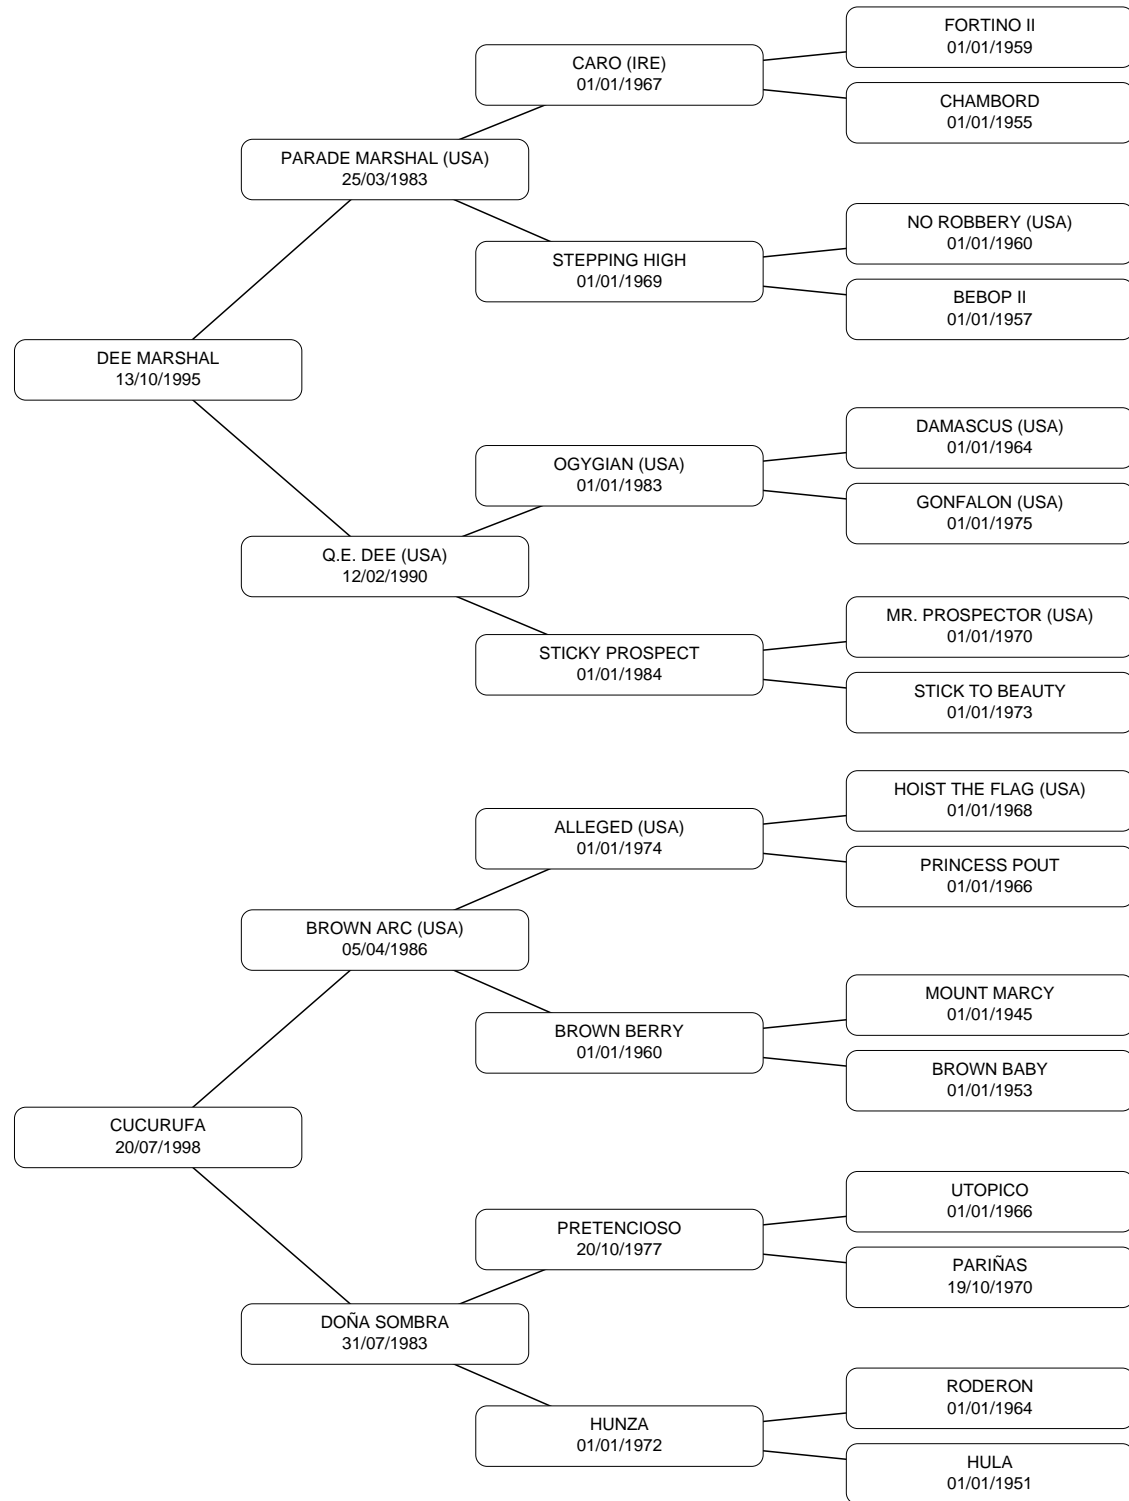 FORTINO II
01/01/1959
CARO (IRE)
01/01/1967
CHAMBORD
01/01/1955
PARADE MARSHAL (USA)
25/03/1983
NO ROBBERY (USA)
01/01/1960
STEPPING HIGH
01/01/1969
BEBOP II
01/01/1957
DEE MARSHAL
13/10/1995
DAMASCUS (USA)
01/01/1964
OGYGIAN (USA)
01/01/1983
GONFALON (USA)
01/01/1975
Q.E. DEE (USA)
12/02/1990
MR. PROSPECTOR (USA)
01/01/1970
STICKY PROSPECT
01/01/1984
STICK TO BEAUTY
01/01/1973
HOIST THE FLAG (USA)
01/01/1968
ALLEGED (USA)
01/01/1974
PRINCESS POUT
01/01/1966
BROWN ARC (USA)
05/04/1986
MOUNT MARCY
01/01/1945
BROWN BERRY
01/01/1960
BROWN BABY
01/01/1953
CUCURUFA
20/07/1998
UTOPICO
01/01/1966
PRETENCIOSO
20/10/1977
PARIÑAS
19/10/1970
DOÑA SOMBRA
31/07/1983
RODERON
01/01/1964
HUNZA
01/01/1972
HULA
01/01/1951